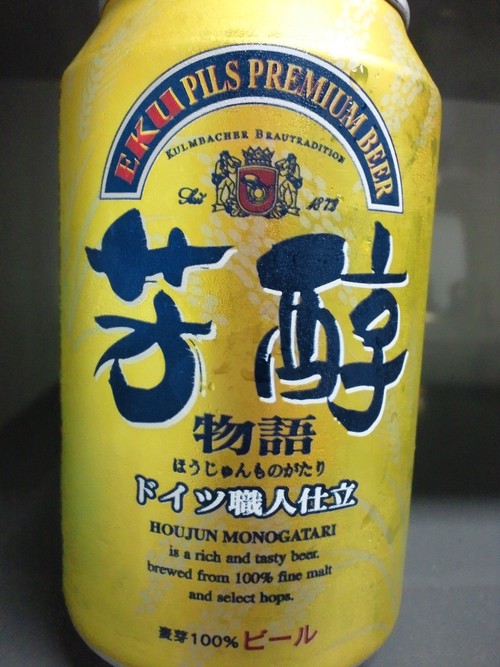 EKU PILS PREMIUM BEER
KULMBACHER BRAUTRADITION
Seit 1872
芳醇
物語
ほうじゅんものがたり
ドイツ職人仕立
HOUJUN MONOGATARI
is a rich and tasty beer.
brewed from 100% fine malt
and select hops.
麦芽100%ビール